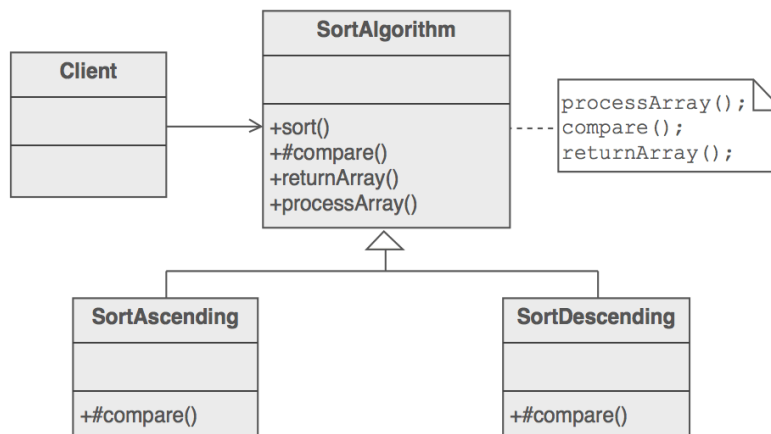 Client
SortAlgorithm
+sort()
+#compare()
+returnArray()
+processArray()
processArray();
compare();
returnArray();
SortAscending
+#compare()
SortDescending
+#compare()